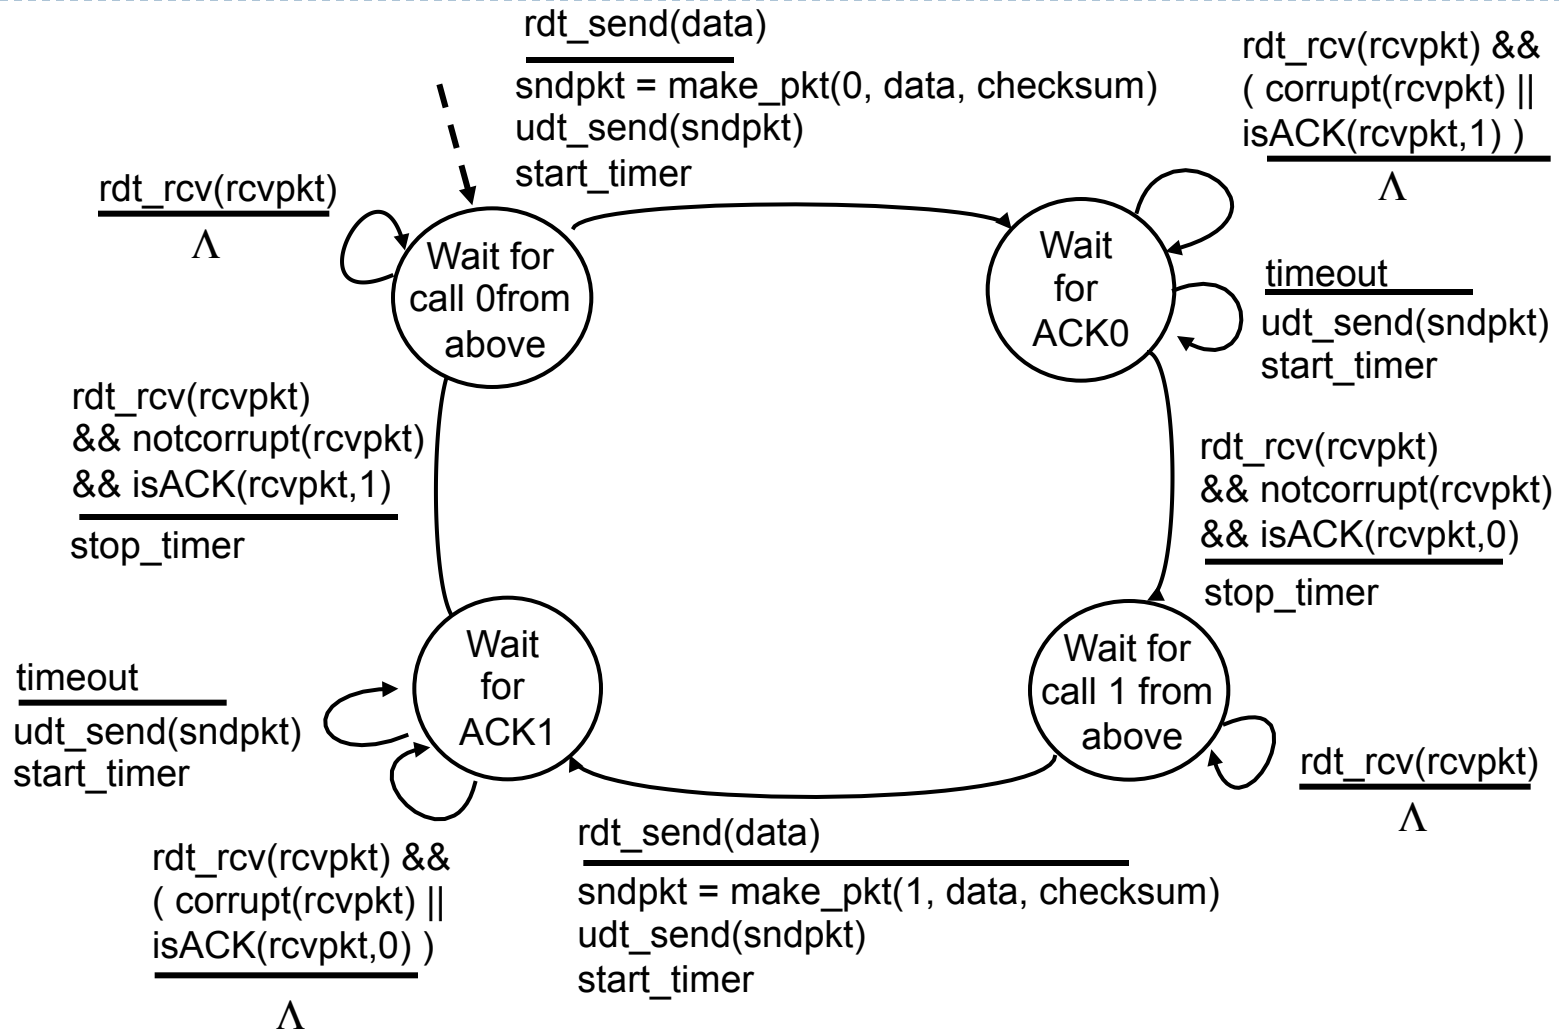 rdt_send(data)
sndpkt = make_pkt(0, data, checksum)
udt_send(sndpkt)
start_timer
rdt_rcv(rcvpkt) &&
( corrupt(rcvpkt) ||
isACK(rcvpkt,1) )
Λ
rdt_rcv(rcvpkt)
Λ
Wait for
call 0from
above
Wait
for
ACK0
timeout
udt_send(sndpkt)
start_timer
rdt_rcv(rcvpkt)
&& notcorrupt(rcvpkt)
&& isACK(rcvpkt,1)
stop_timer
rdt_rcv(rcvpkt)
&& notcorrupt(rcvpkt)
&& isACK(rcvpkt,0)
stop_timer
Wait
for
ACK1
Wait for
call 1 from
above
timeout
udt_send(sndpkt)
start_timer
rdt_rcv(rcvpkt)
Λ
rdt_rcv(rcvpkt) &&
( corrupt(rcvpkt) ||
isACK(rcvpkt,0) )
Λ
rdt_send(data)
sndpkt = make_pkt(1, data, checksum)
udt_send(sndpkt)
start_timer